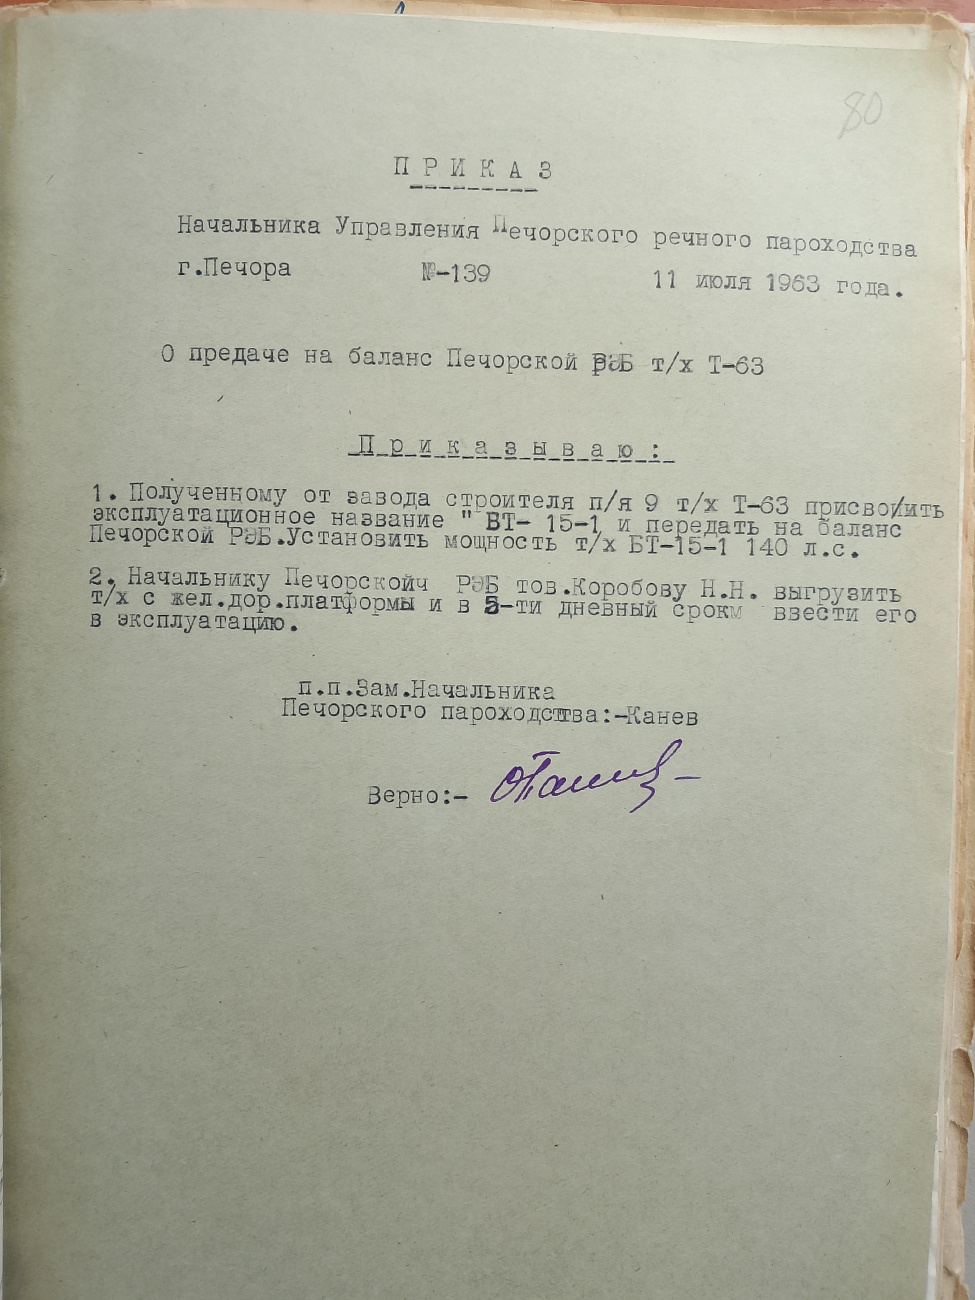 80
П Р И К А З
Начальника Управления Печорского речного пароходства
г.Печора №-139 11 июля 1963 года.
О предаче на баланс Печорской РЭБ т/х Т-63
П р и к а з ы в а ю :
1. Полученному от завода строителя п/я 9 т/х Т-63 присвоить
эксплуатационное название " БТ- 15-1 и передать на баланс
Печорской РЭБ.Установить мощность т/х БТ-15-1 140 л.с.
2. Начальнику Печорскойч РЭБ тов.Коробову Н.Н. выгрузить
т/х с жел.дор.платформы и в 5-ти дневный срокм ввести его
в эксплуатацию.
п.п.Зам.Начальника
Печорского пароходства:-Канев
Верно:-